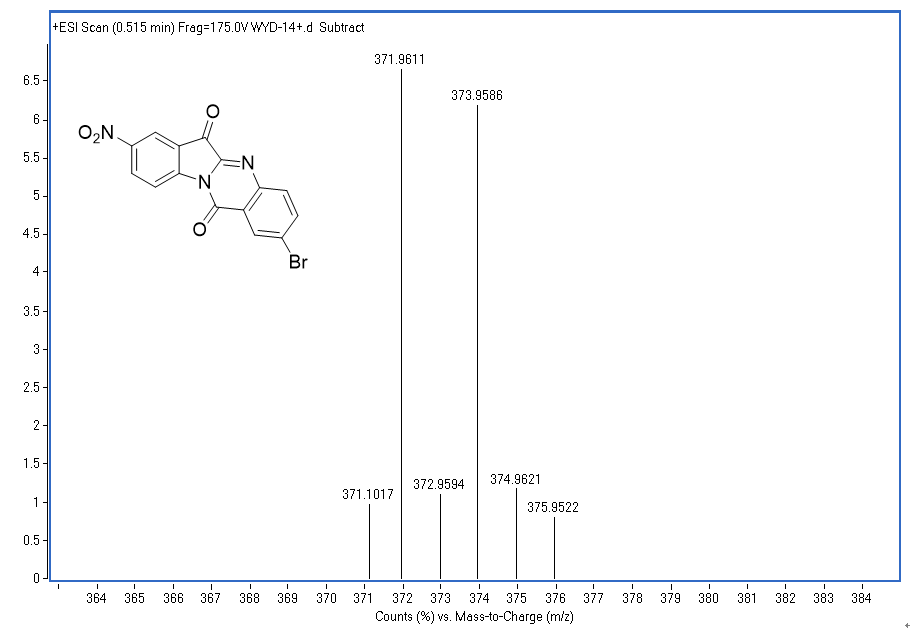 +ESI Scan (0.515 min) Frag=175.0V WYD-14+.d Subtract
371.9611
373.9586
6.5
6
5.5
5
4.5
4
3.5
3
2.5
2
1.5
1
0.5
0
O
O2N
N
N
O
Br
371.1017
372.9594
374.9621
375.9522
364 365 366 367 368 369 370 371 372 373 374 375 376 377 378 379 380 381 382 383 384
Counts (%) vs. Mass-to-Charge (m/z)